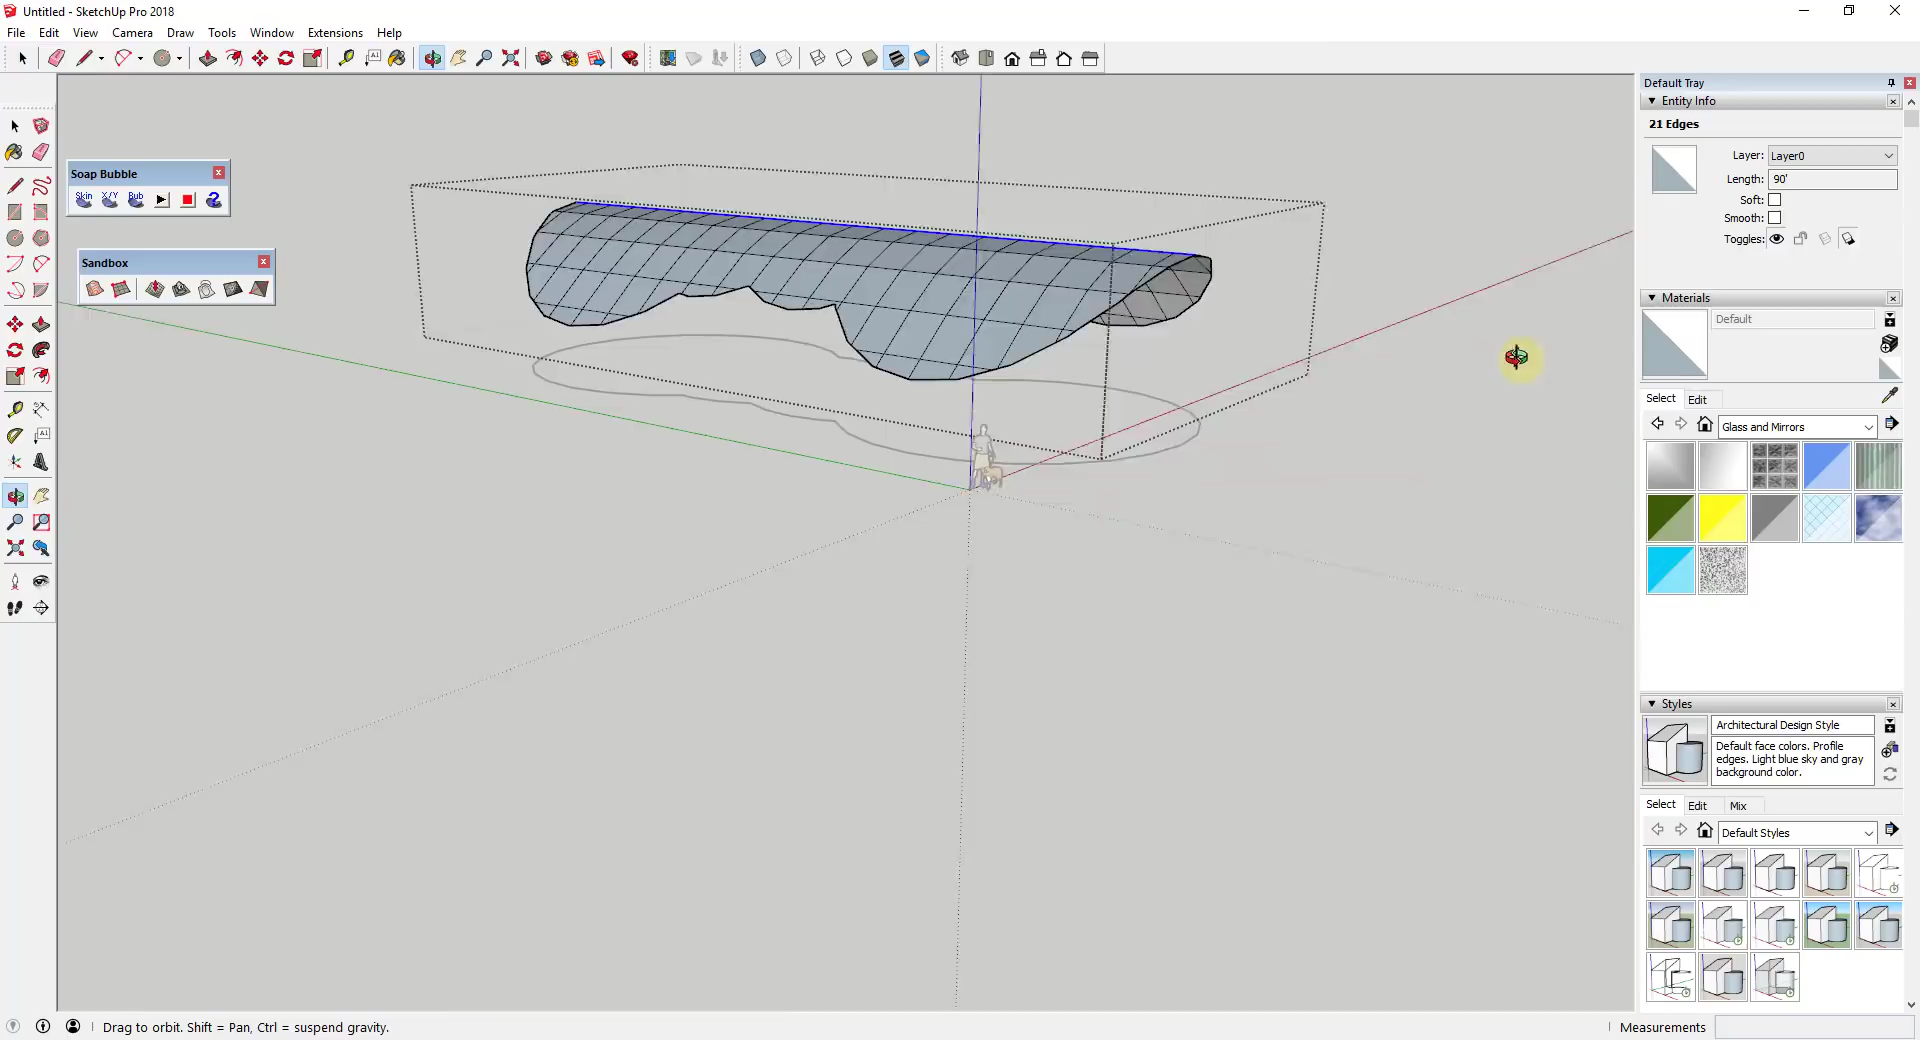 Untitled - SketchUp Pro 2018
File Edit View Camera Draw Tools Window Extensions Help
Default Tray
Entity Info
21 Edges
Layer: Layer0
Length: 90'
Soft:
Smooth:
Toggles:
Soap Bubble
Skin X/Y Bub
Sandbox
Materials
Default
Select Edit
Glass and Mirrors
Styles
Architectural Design Style
Default face colors. Profile
edges. Light blue sky and gray
background color.
Select Edit Mix
Default Styles
Drag to orbit. Shift = Pan, Ctrl = suspend gravity.
Measurements